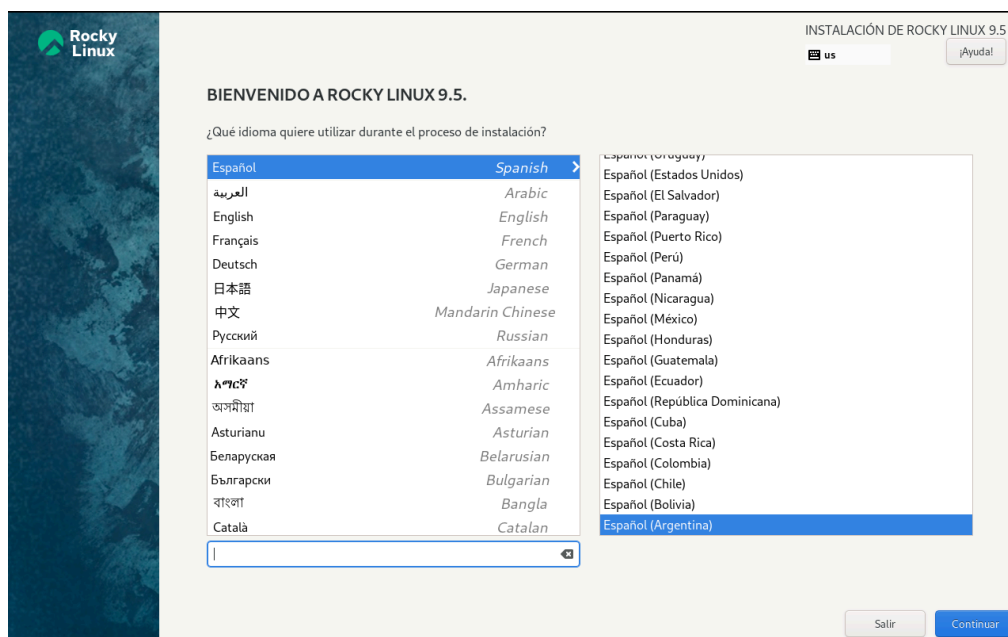 Rocky
Linux
INSTALACIÓN DE ROCKY LINUX 9.5
us
¡Ayuda!
BIENVENIDO A ROCKY LINUX 9.5.
¿Qué idioma quiere utilizar durante el proceso de instalación?
Español Spanish
العربية Arabic
English English
Français French
Deutsch German
日本語 Japanese
中文 Mandarin Chinese
Русский Russian
Afrikaans Afrikaans
አማርኛ Amharic
অসমীয়া Assamese
Asturianu Asturian
Беларуская Belarusian
Български Bulgarian
বাংলা Bangla
Català Catalan
Español (Uruguay)
Español (Estados Unidos)
Español (El Salvador)
Español (Paraguay)
Español (Puerto Rico)
Español (Perú)
Español (Panamá)
Español (Nicaragua)
Español (México)
Español (Honduras)
Español (Guatemala)
Español (Ecuador)
Español (República Dominicana)
Español (Cuba)
Español (Costa Rica)
Español (Colombia)
Español (Chile)
Español (Bolivia)
Español (Argentina)
Salir
Continuar